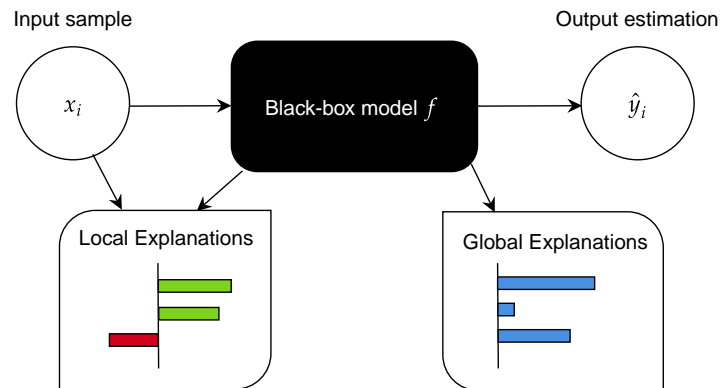 Input sample
Output estimation
x_i
Black-box model f
ŷ_i
Local Explanations
Global Explanations